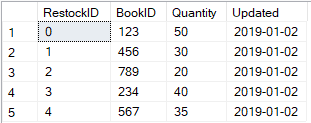 RestockID BookID Quantity Updated
1 0 123 50 2019-01-02
2 1 456 30 2019-01-02
3 2 789 20 2019-01-02
4 3 234 40 2019-01-02
5 4 567 35 2019-01-02